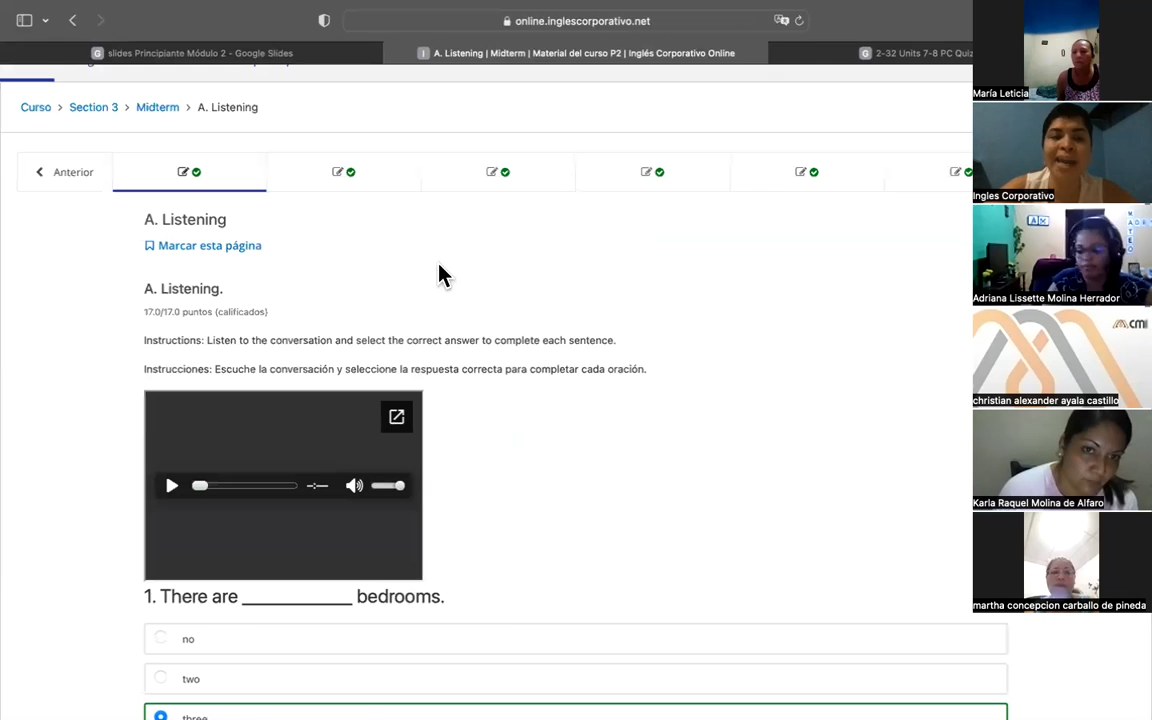 online.inglescorporativo.net
slides Principiante Módulo 2 - Google Slides
A. Listening | Midterm | Material del curso P2 | Inglés Corporativo Online
2-32 Units 7-8 PC Quiz
Curso > Section 3 > Midterm > A. Listening
Anterior
A. Listening
Marcar esta página
A. Listening.
17.0/17.0 puntos (calificados)
Instructions: Listen to the conversation and select the correct answer to complete each sentence.
Instrucciones: Escuche la conversación y seleccione la respuesta correcta para completar cada oración.
-:--
1. There are ___________ bedrooms.
no
two
three
María Leticia
Ingles Corporativo
Adriana Lissette Molina Herrador
cmi
christian alexander ayala castillo
Karla Raquel Molina de Alfaro
martha concepcion carballo de pineda